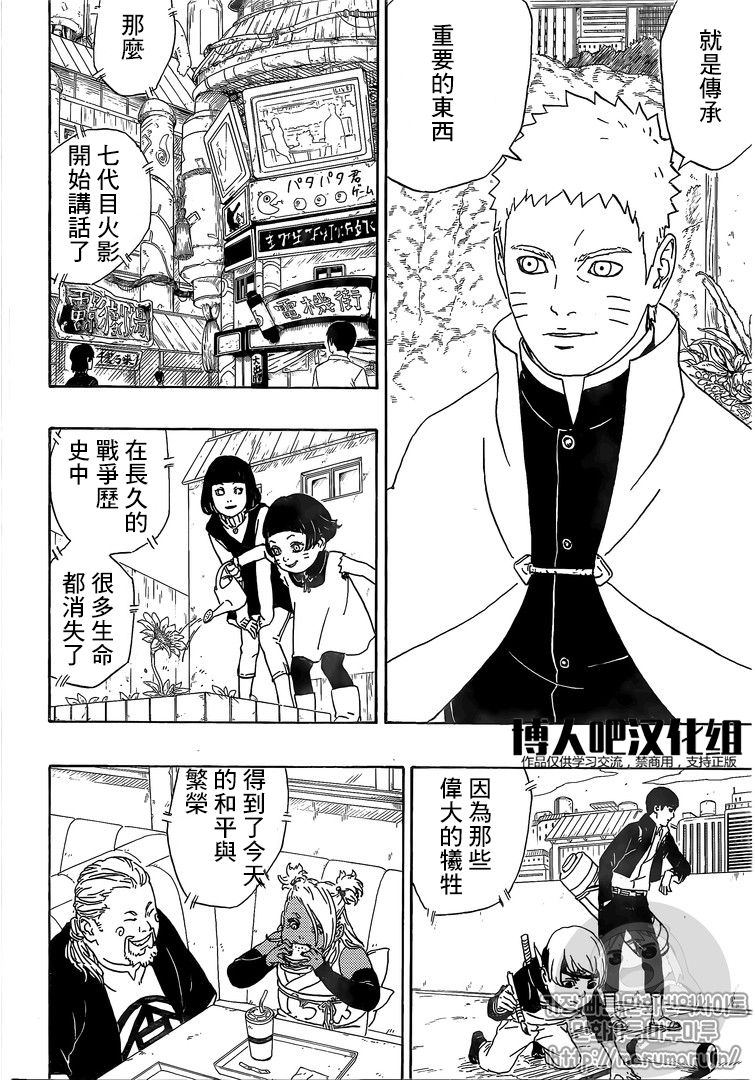 就是傳承
重要的東西
那麼
七代目火影
開始講話了
パタパタ君
ゲーム
電機街
在長久的
戰爭歷
史中
很多生命
都消失了
博人吧汉化组
作品仅供学习交流，禁商用，支持正版
因為那些
偉大的犧牲
得到了今天
的和平與
繁榮
http://marumaru.in/